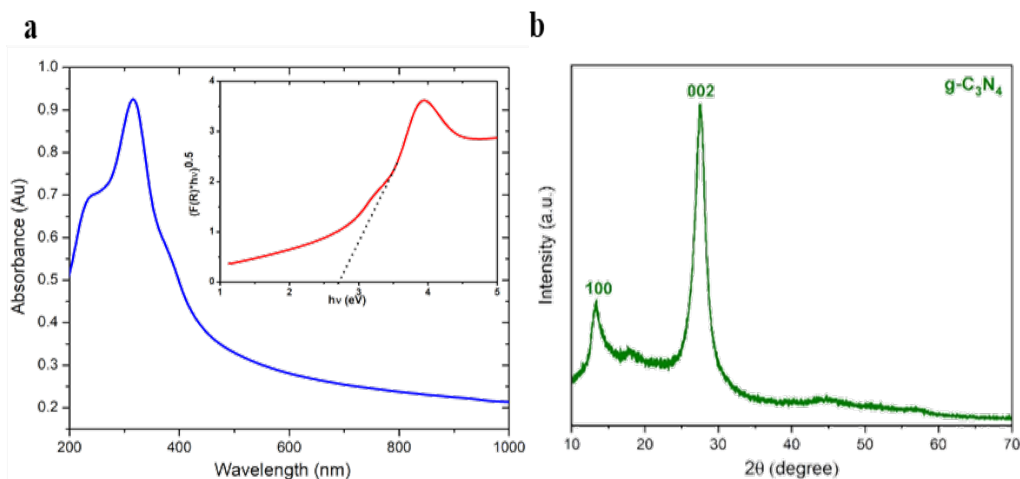 a
1.0
0.9
0.8
0.7
0.6
0.5
0.4
0.3
0.2
Absorbance (Au)
200 400 600 800 1000
Wavelength (nm)
4
3
2
1
0
(F(R)*hν)0.5
1 2 3 4 5
hν (eV)
b
g-C3N4
002
100
Intensity (a.u.)
10 20 30 40 50 60 70
2θ (degree)